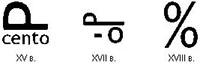 P
cento
XV в.
P
-o
XVII в.
%
XVIII в.